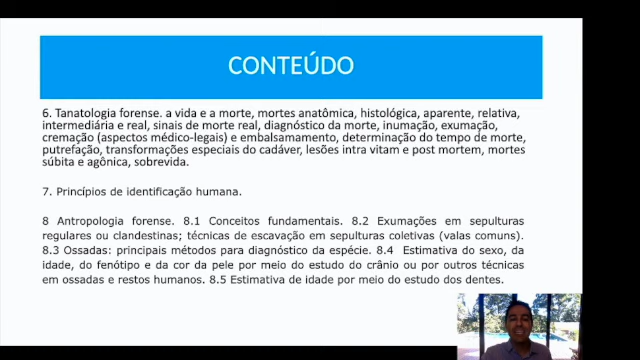 CONTEÚDO
6. Tanatologia forense. a vida e a morte, mortes anatômica, histológica, aparente, relativa,
intermediária e real, sinais de morte real, diagnóstico da morte, inumação, exumação,
cremação (aspectos médico-legais) e embalsamamento, determinação do tempo de morte,
putrefação, transformações especiais do cadáver, lesões intra vitam e post mortem, mortes
súbita e agônica, sobrevida.
7. Princípios de identificação humana.
8 Antropologia forense. 8.1 Conceitos fundamentais. 8.2 Exumações em sepulturas
regulares ou clandestinas; técnicas de escavação em sepulturas coletivas (valas comuns).
8.3 Ossadas: principais métodos para diagnóstico da espécie. 8.4 Estimativa do sexo, da
idade, do fenótipo e da cor da pele por meio do estudo do crânio ou por outros técnicas
em ossadas e restos humanos. 8.5 Estimativa de idade por meio do estudo dos dentes.